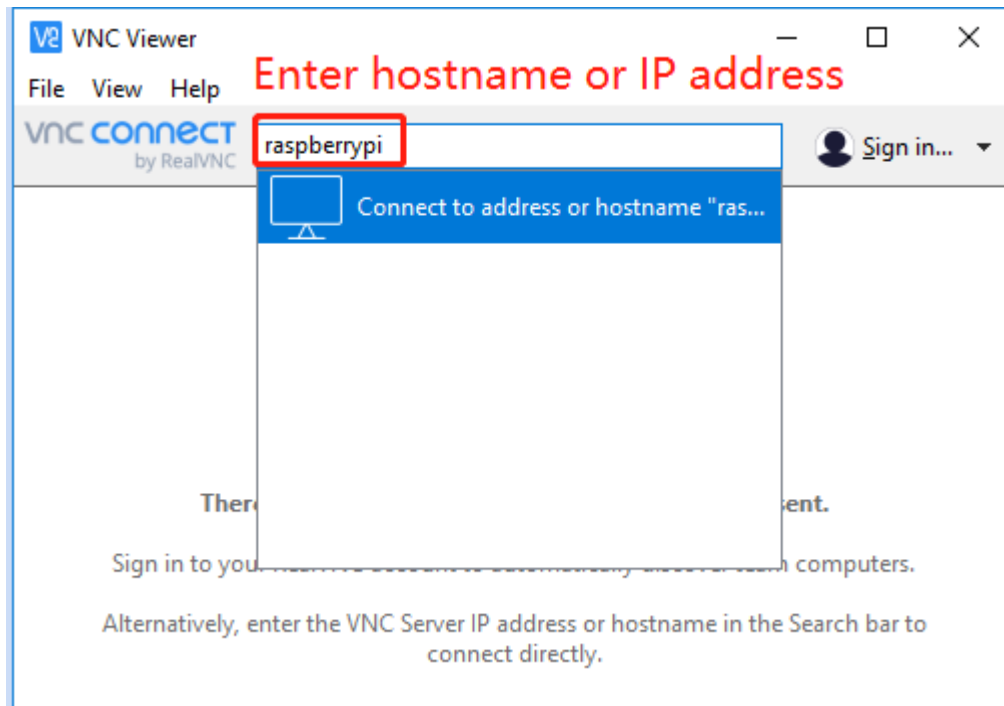 VNC Viewer
Enter hostname or IP address
File View Help
vnc connect
by RealVNC
raspberrypi
Sign in...
Connect to address or hostname "ras...
sent.
Sign in to computers.
Alternatively, enter the VNC Server IP address or hostname in the Search bar to
connect directly.